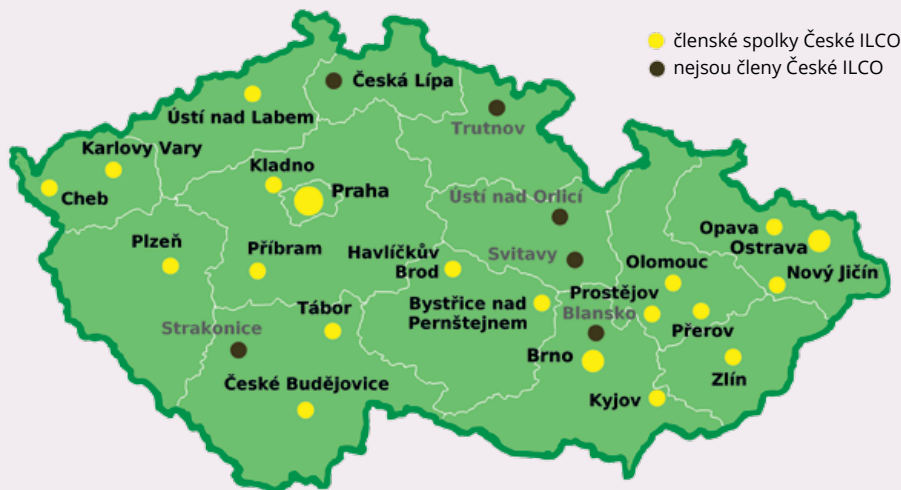 členské spolky České ILCO
nejsou členy České ILCO
Česká Lípa
Ústí nad Labem
Trutnov
Karlovy Vary
Kladno
Praha
Cheb
Ústí nad Orlicí
Plzeň
Příbram
Havlíčkův
Brod
Svitavy
Opava
Ostrava
Olomouc
Nový Jičín
Strakonice
Tábor
Bystřice nad
Pernštejnem
Prostějov
Blansko
Přerov
Brno
České Budějovice
Zlín
Kyjov